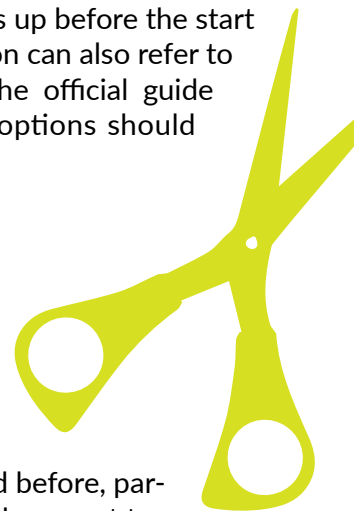 s up before the start
on can also refer to
he official guide
options should
d before, par-